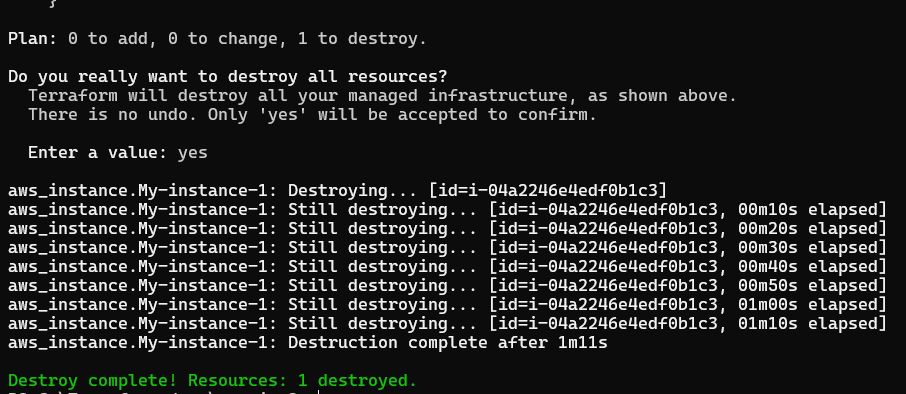 }
Plan: 0 to add, 0 to change, 1 to destroy.
Do you really want to destroy all resources?
Terraform will destroy all your managed infrastructure, as shown above.
There is no undo. Only 'yes' will be accepted to confirm.
Enter a value: yes
aws_instance.My-instance-1: Destroying... [id=i-04a2246e4edf0b1c3]
aws_instance.My-instance-1: Still destroying... [id=i-04a2246e4edf0b1c3, 00m10s elapsed]
aws_instance.My-instance-1: Still destroying... [id=i-04a2246e4edf0b1c3, 00m20s elapsed]
aws_instance.My-instance-1: Still destroying... [id=i-04a2246e4edf0b1c3, 00m30s elapsed]
aws_instance.My-instance-1: Still destroying... [id=i-04a2246e4edf0b1c3, 00m40s elapsed]
aws_instance.My-instance-1: Still destroying... [id=i-04a2246e4edf0b1c3, 00m50s elapsed]
aws_instance.My-instance-1: Still destroying... [id=i-04a2246e4edf0b1c3, 01m00s elapsed]
aws_instance.My-instance-1: Still destroying... [id=i-04a2246e4edf0b1c3, 01m10s elapsed]
aws_instance.My-instance-1: Destruction complete after 1m11s
Destroy complete! Resources: 1 destroyed.